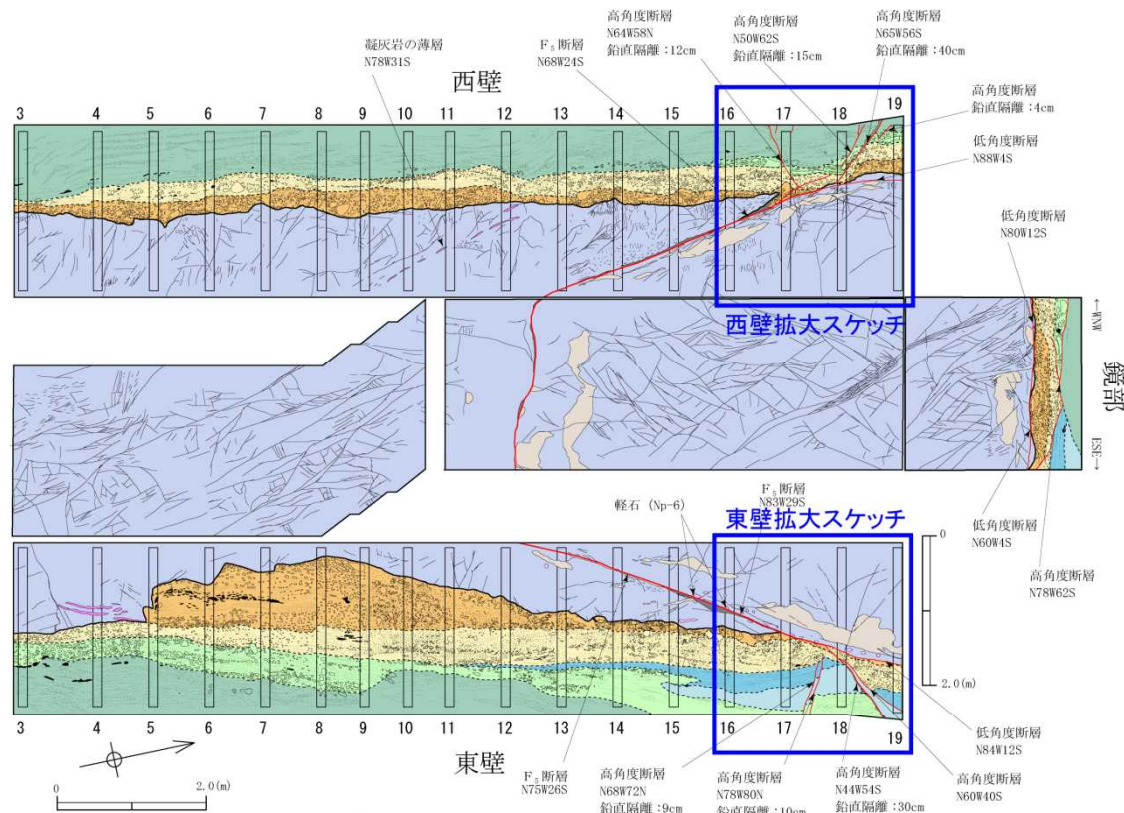 高角度断層
N64W58N
鉛直隔離：12cm
高角度断層
N50W62S
鉛直隔離：15cm
高角度断層
N65W56S
鉛直隔離：40cm
凝灰岩の薄層
N78W31S
F₅断層
N68W24S
高角度断層
鉛直隔離：4cm
西壁
低角度断層
N88W4S
3 4 5 6 7 8 9 10 11 12 13 14 15 16 17 18 19
低角度断層
N80W12S
西壁拡大スケッチ
←WNW
鏡部
ESE→
軽石 (Np-6)
F₅断層
N83W29S
東壁拡大スケッチ
低角度断層
N60W4S
高角度断層
N78W62S
0
2.0(m)
3 4 5 6 7 8 9 10 11 12 13 14 15 16 17 18 19
東壁
低角度断層
N84W12S
F₅断層
N75W26S
高角度断層
N68W72N
鉛直隔離：9cm
高角度断層
N78W80N
鉛直隔離：10cm
高角度断層
N44W54S
鉛直隔離：30cm
高角度断層
N60W40S
0 2.0(m)